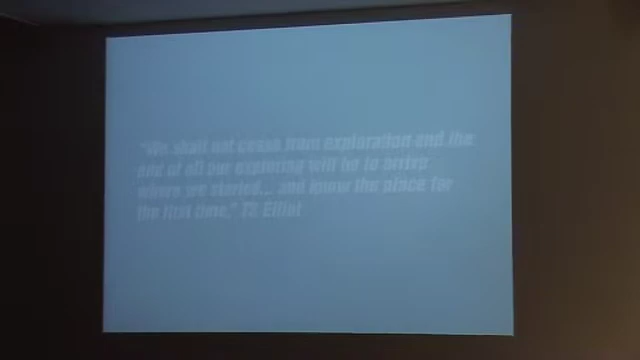 "We shall not cease from exploration and the
end of all our exploring will be to arrive
where we started... and know the place for
the first time," TS Elliot